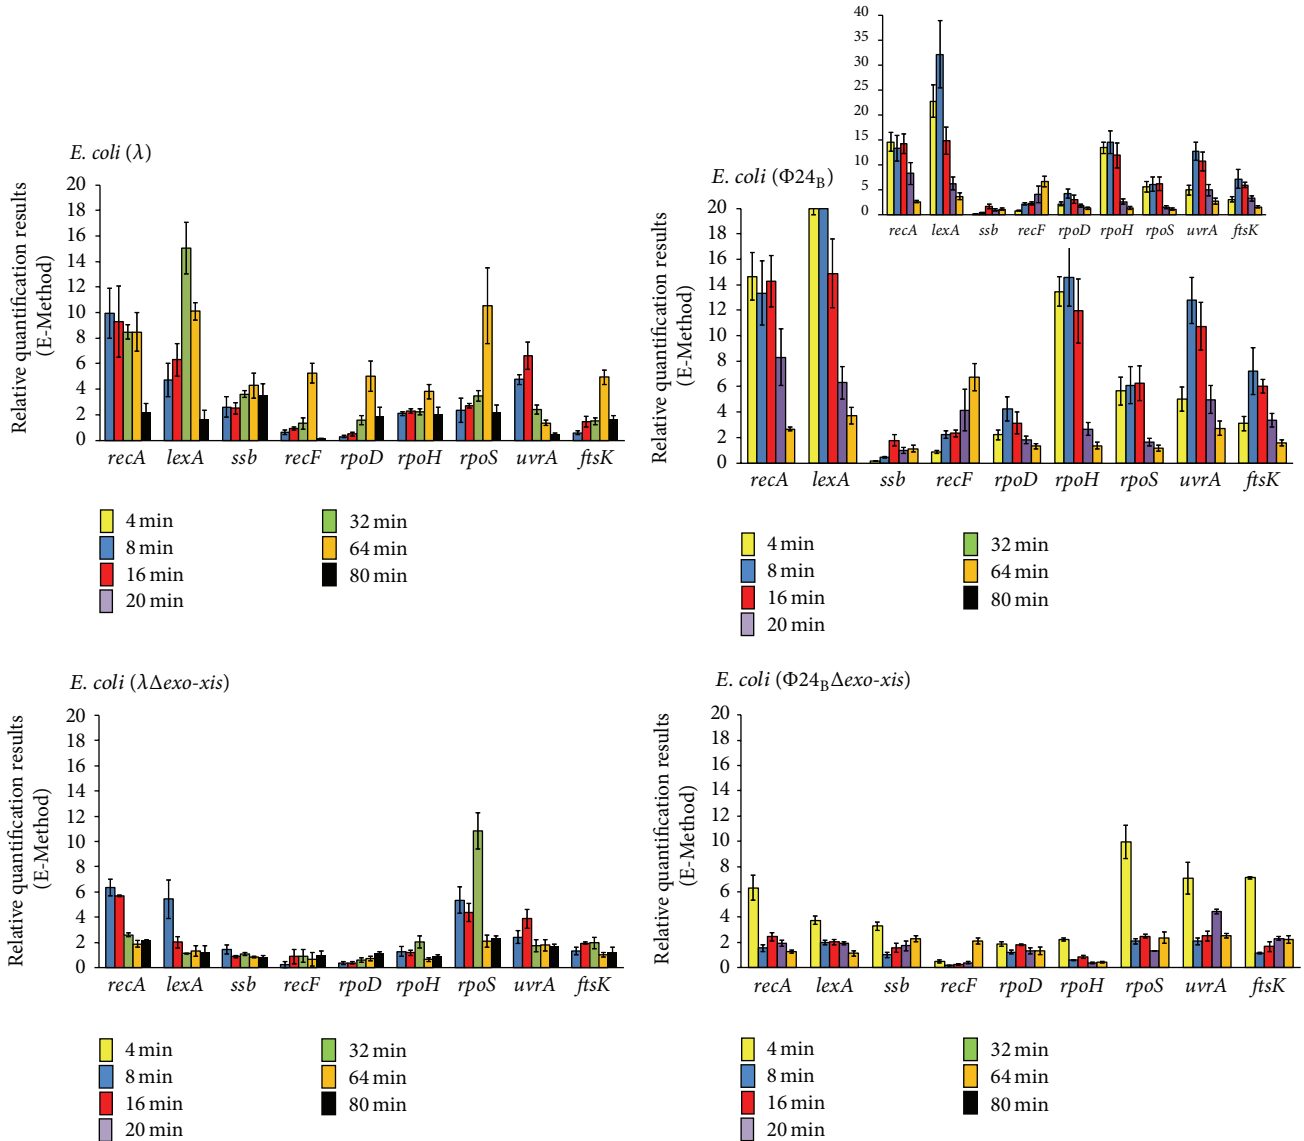 E. coli (λ)
Relative quantification results
(E-Method)
20
18
16
14
12
10
8
6
4
2
0
recA lexA ssb recF rpoD rpoH rpoS uvrA ftsK
4 min
8 min
16 min
20 min
32 min
64 min
80 min
40
35
30
25
20
15
10
5
0
recA lexA ssb recF rpoD rpoH rpoS uvrA ftsK
E. coli (Φ24B)
Relative quantification results
(E-Method)
20
18
16
14
12
10
8
6
4
2
0
recA lexA ssb recF rpoD rpoH rpoS uvrA ftsK
4 min
8 min
16 min
20 min
32 min
64 min
80 min
E. coli (λΔexo-xis)
Relative quantification results
(E-Method)
20
18
16
14
12
10
8
6
4
2
0
recA lexA ssb recF rpoD rpoH rpoS uvrA ftsK
4 min
8 min
16 min
20 min
32 min
64 min
80 min
E. coli (Φ24BΔexo-xis)
Relative quantification results
(E-Method)
20
18
16
14
12
10
8
6
4
2
0
recA lexA ssb recF rpoD rpoH rpoS uvrA ftsK
4 min
8 min
16 min
20 min
32 min
64 min
80 min